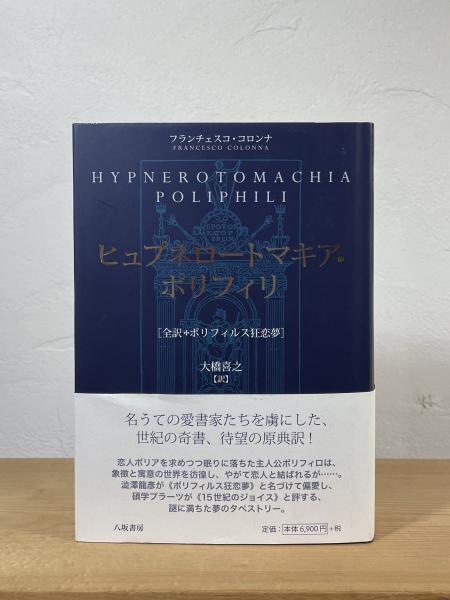 フランチェスコ・コロンナ
FRANCESCO COLONNA
HYPNEROTOMACHIA
POLIPHILI
EROTOS
KATOP
TRON
ヒュプネロートマキア・
ポリフィリ
[全訳+ポリフィルス狂恋夢]
大橋喜之
【訳】
名うての愛書家たちを虜にした、
世紀の奇書、待望の原典訳!
恋人ポリアを求めつつ眠りに落ちた主人公ポリフィロは、
象徴と寓意の世界を彷徨し、やがて恋人と結ばれるが……。
澁澤龍彦が《ポリフィルス狂恋夢》と名づけて偏愛し、
碩学プラーツが《15世紀のジョイス》と評する、
謎に満ちた夢のタペストリー。
八坂書房
定価:本体6,900円+税